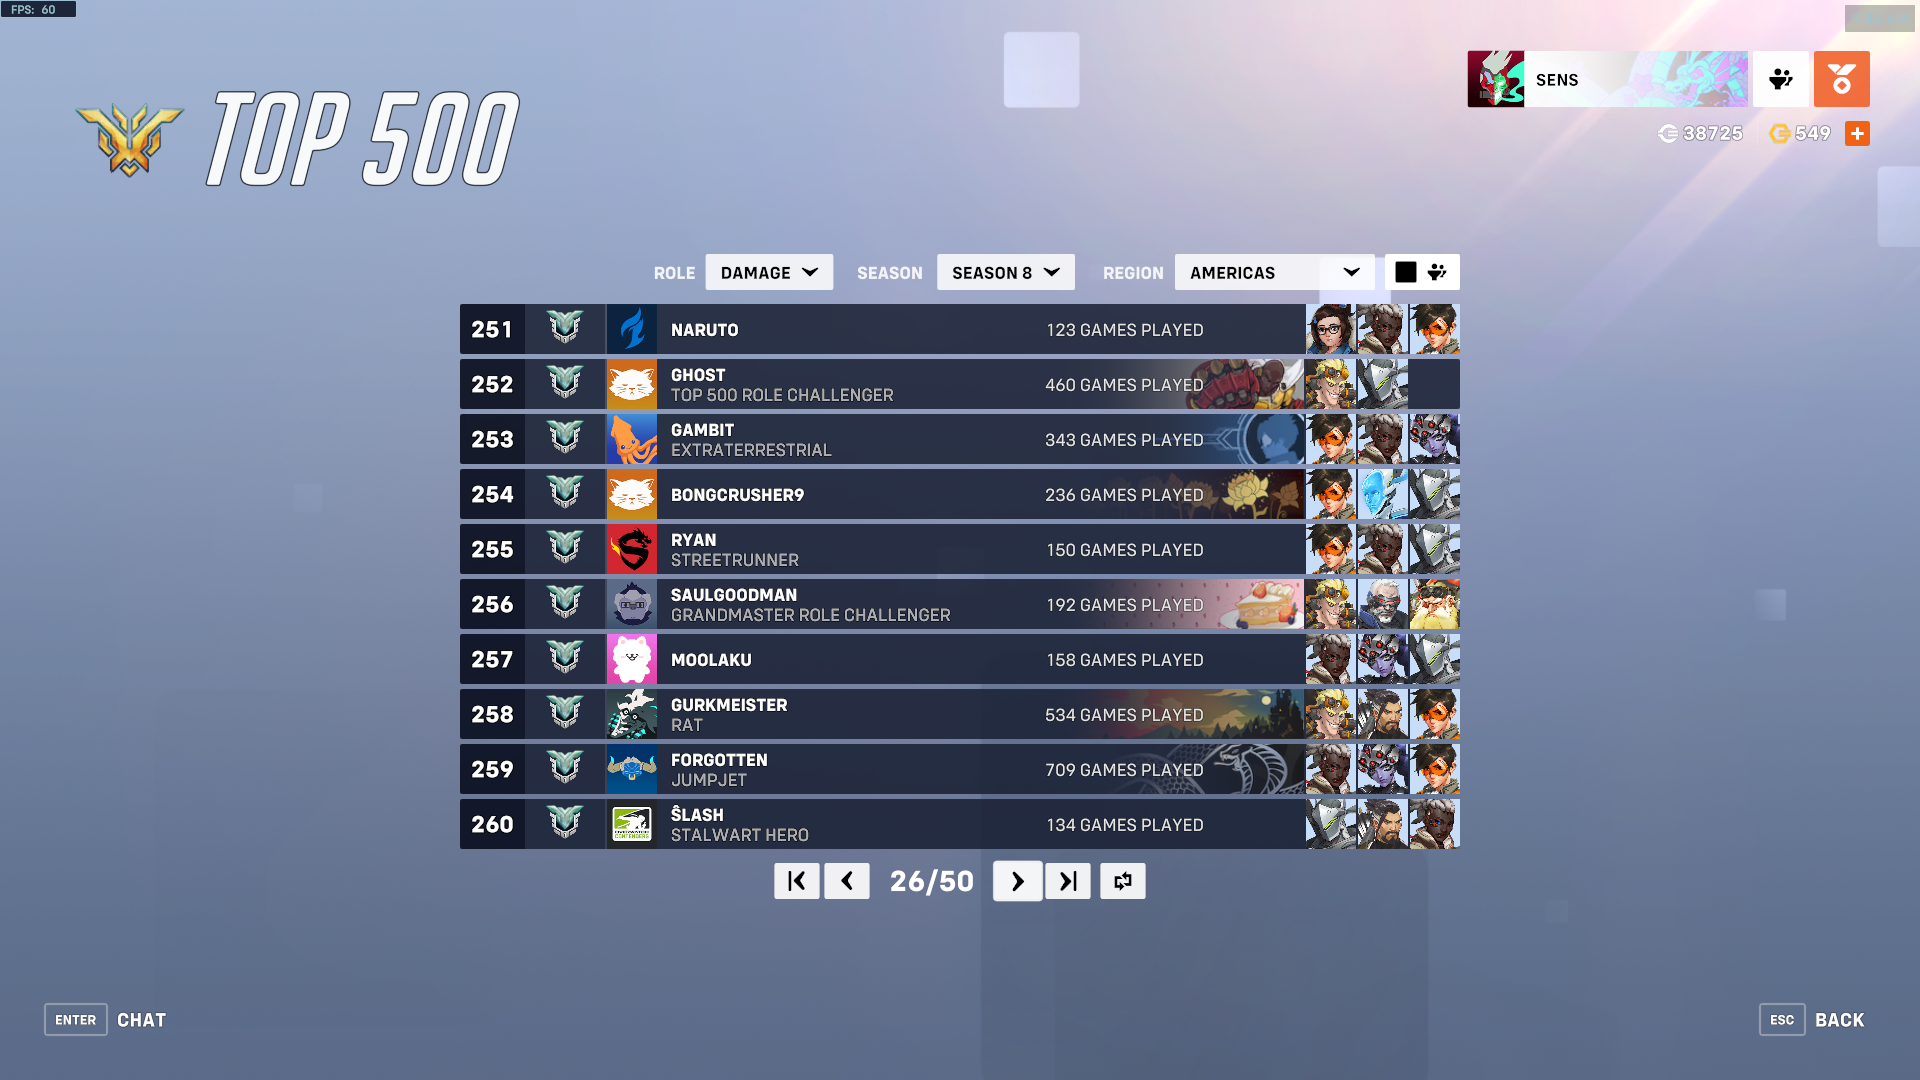 FPS: 60
TOP 500
SENS
38725 549
ROLE DAMAGE SEASON SEASON 8 REGION AMERICAS
251 NARUTO 123 GAMES PLAYED
252 GHOST 460 GAMES PLAYED
TOP 500 ROLE CHALLENGER
253 GAMBIT 343 GAMES PLAYED
EXTRATERRESTRIAL
254 BONGCRUSHER9 236 GAMES PLAYED
255 RYAN 150 GAMES PLAYED
STREETRUNNER
256 SAULGOODMAN 192 GAMES PLAYED
GRANDMASTER ROLE CHALLENGER
257 MOOLAKU 158 GAMES PLAYED
258 GURKMEISTER 534 GAMES PLAYED
RAT
259 FORGOTTEN 709 GAMES PLAYED
JUMPJET
260 ŜLASH 134 GAMES PLAYED
STALWART HERO
26/50
ENTER CHAT
ESC BACK